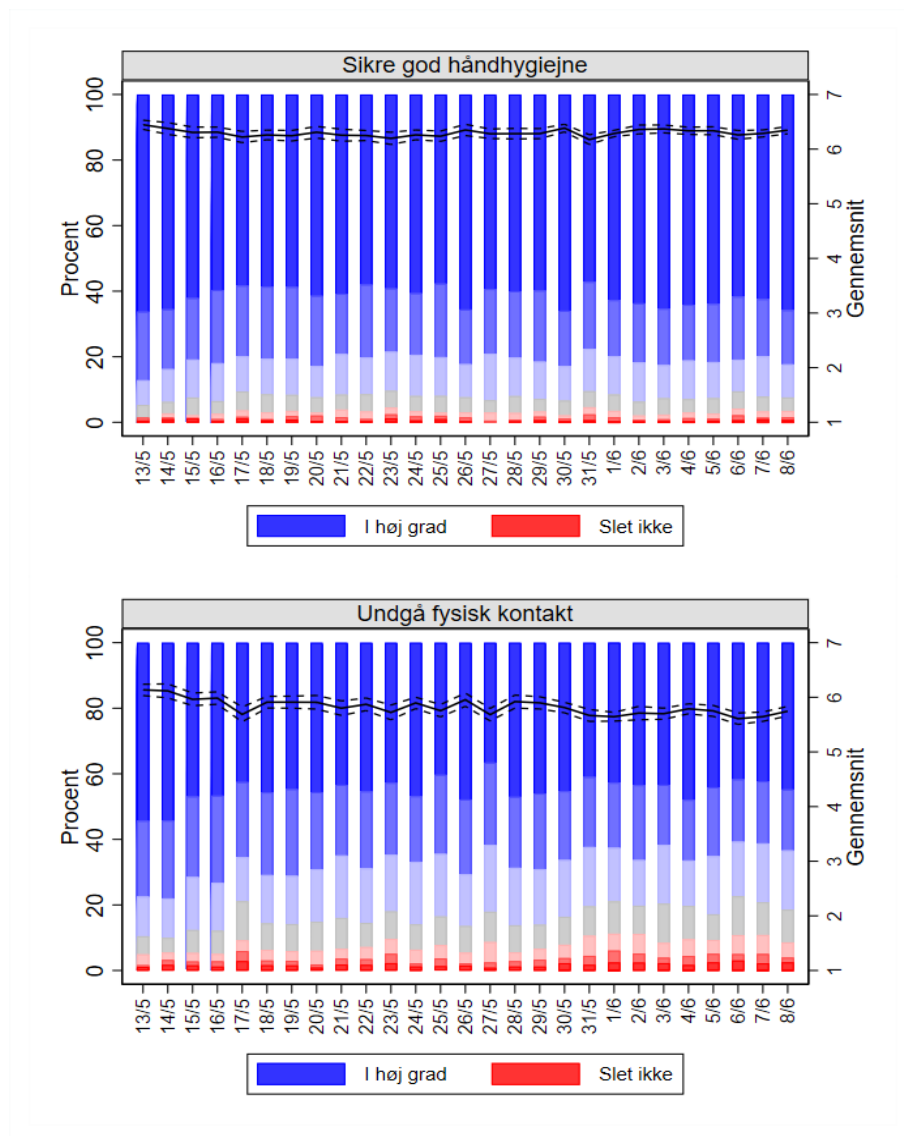 Sikre god håndhygiejne
Procent
0 20 40 60 80 100
Gennemsnit
1 2 3 4 5 6 7
13/5 14/5 15/5 16/5 17/5 18/5 19/5 20/5 21/5 22/5 23/5 24/5 25/5 26/5 27/5 28/5 29/5 30/5 31/5 1/6 2/6 3/6 4/6 5/6 6/6 7/6 8/6
I høj grad Slet ikke
Undgå fysisk kontakt
Procent
0 20 40 60 80 100
Gennemsnit
1 2 3 4 5 6 7
13/5 14/5 15/5 16/5 17/5 18/5 19/5 20/5 21/5 22/5 23/5 24/5 25/5 26/5 27/5 28/5 29/5 30/5 31/5 1/6 2/6 3/6 4/6 5/6 6/6 7/6 8/6
I høj grad Slet ikke